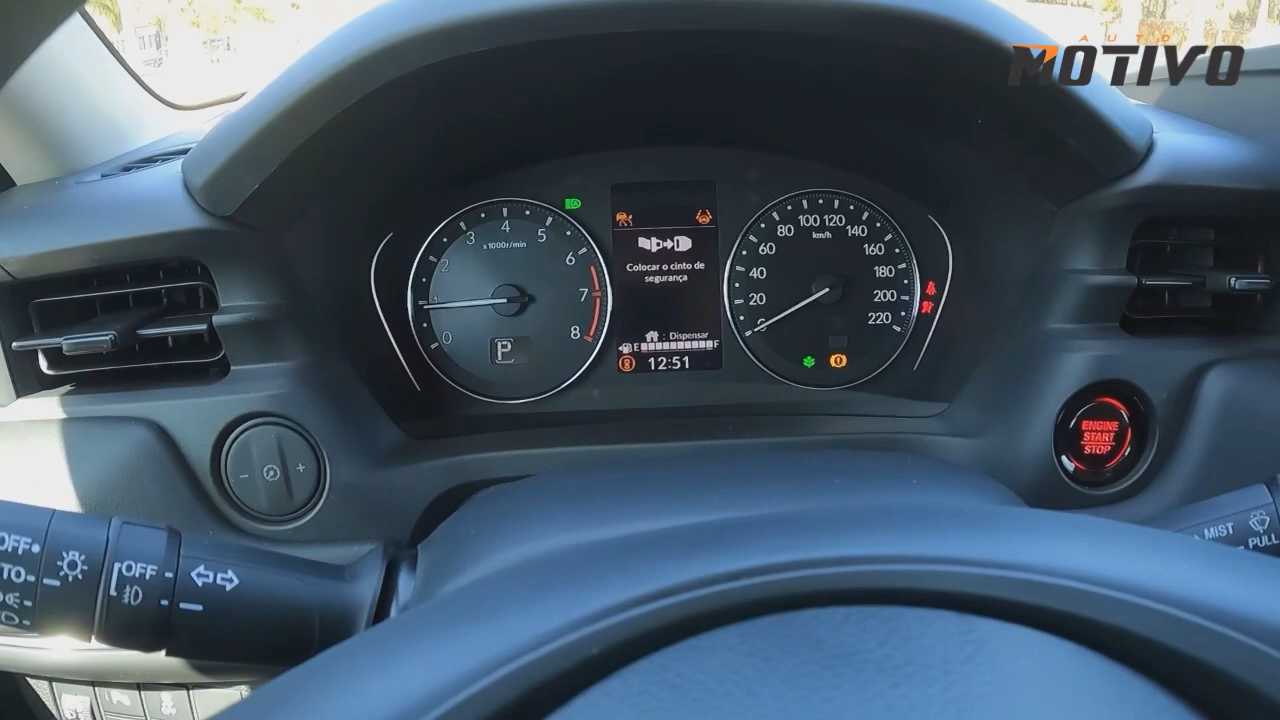 AUTO
MOTIVO
4
3
5
x1000r/min
2
6
1
7
0
8
P
Colocar o cinto de
segurança
: Dispensar
E F
12:51
100 120
80 140
km/h
60 160
40 180
20 200
0 220
ENGINE
START
STOP
- +
OFF
OFF
MIST
PULL